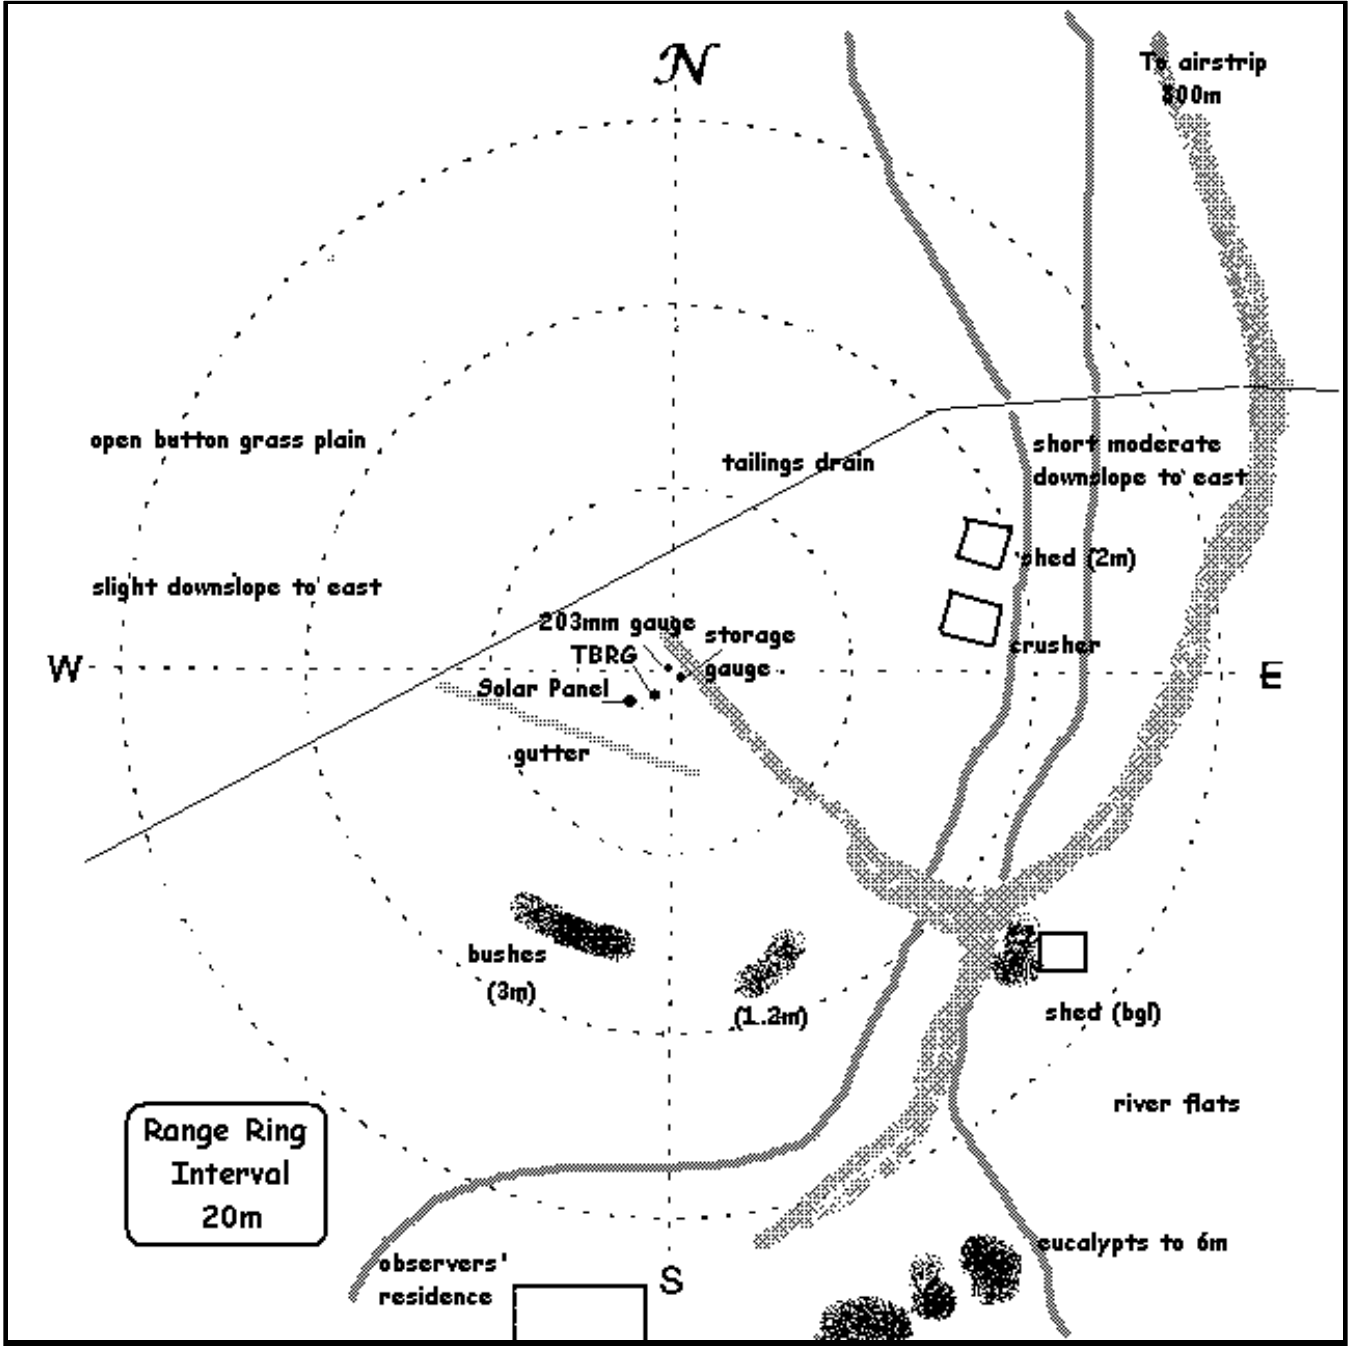 N
To airstrip
800m
open button grass plain
tailings drain
short moderate
downslope to east
shed (2m)
slight downslope to east
203mm gauge
storage
gauge
TBRG
crusher
W
E
Solar Panel
gutter
bushes
(3m)
(1.2m)
shed (bgl)
river flats
Range Ring
Interval
20m
eucalypts to 6m
observers'
residence
S